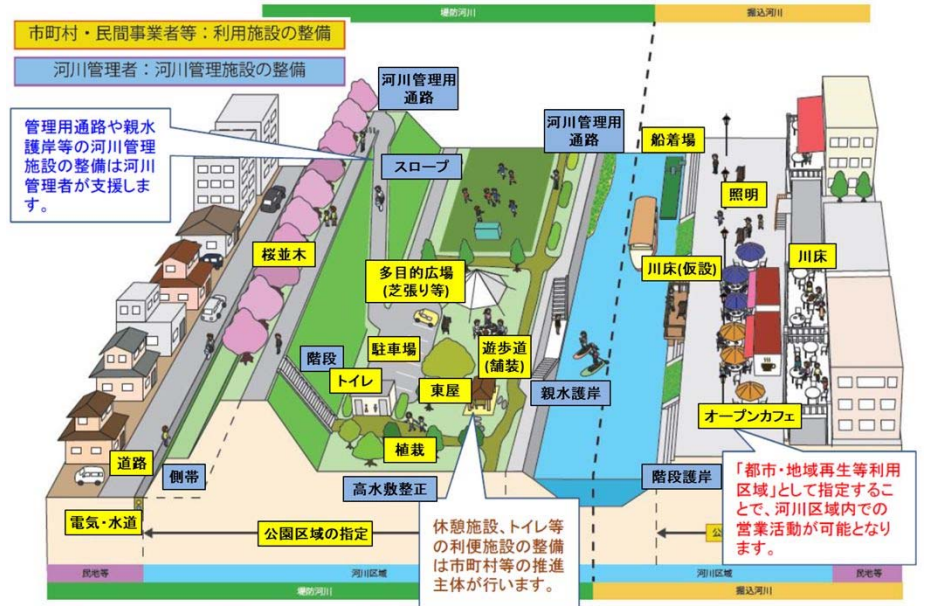 堤防河川
掘込河川
市町村・民間事業者等：利用施設の整備
河川管理者：河川管理施設の整備
管理用通路や親水
護岸等の河川管理
施設の整備は河川
管理者が支援しま
す。
河川管理用
通路
河川管理用
通路
船着場
スロープ
照明
桜並木
多目的広場
(芝張り等)
川床(仮設)
川床
駐車場
遊歩道
(舗装)
階段
トイレ
東屋
親水護岸
オープンカフェ
植栽
道路
側帯
高水敷整正
階段護岸
電気・水道
公園区域の指定
公
休憩施設、トイレ等
の利便施設の整備
は市町村等の推進
主体が行います。
「都市・地域再生等利用
区域」として指定するこ
とで、河川区域内での
営業活動が可能となり
ます。
民地等
河川区域
河川区域
民地等
堤防河川
掘込河川